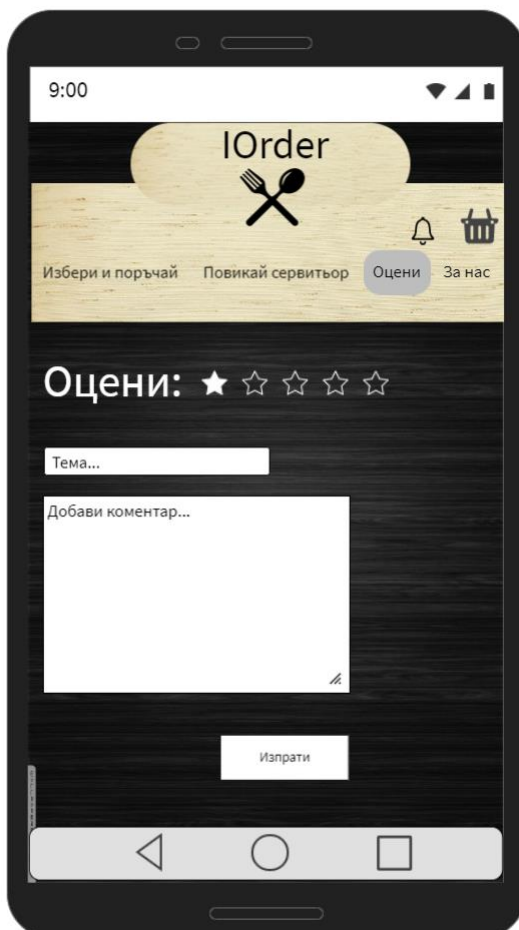 9:00
IOrder
Избери и поръчай Повикай сервитьор Оцени За нас
Оцени:
Тема...
Добави коментар...
Изпрати